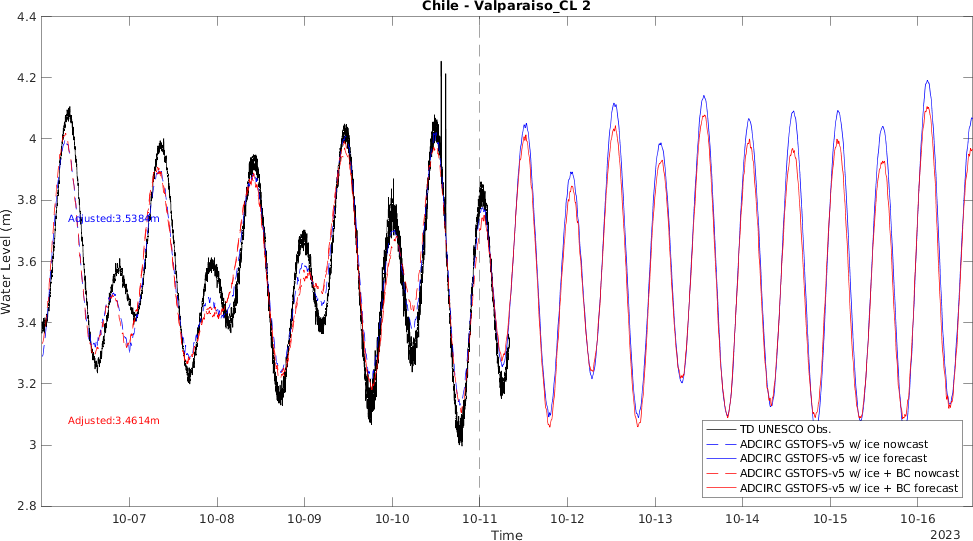 Chile - Valparaiso_CL 2
Water Level (m)
4.4
4.2
4
3.8
3.6
3.4
3.2
3
2.8
Adjusted:3.5384m
Adjusted:3.4614m
TD UNESCO Obs.
ADCIRC GSTOFS-v5 w/ ice nowcast
ADCIRC GSTOFS-v5 w/ ice forecast
ADCIRC GSTOFS-v5 w/ ice + BC nowcast
ADCIRC GSTOFS-v5 w/ ice + BC forecast
10-07 10-08 10-09 10-10 10-11 10-12 10-13 10-14 10-15 10-16
Time
2023